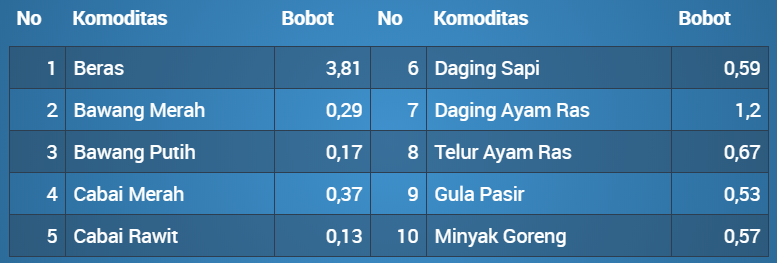 No Komoditas Bobot No Komoditas Bobot
1 Beras 3,81 6 Daging Sapi 0,59
2 Bawang Merah 0,29 7 Daging Ayam Ras 1,2
3 Bawang Putih 0,17 8 Telur Ayam Ras 0,67
4 Cabai Merah 0,37 9 Gula Pasir 0,53
5 Cabai Rawit 0,13 10 Minyak Goreng 0,57